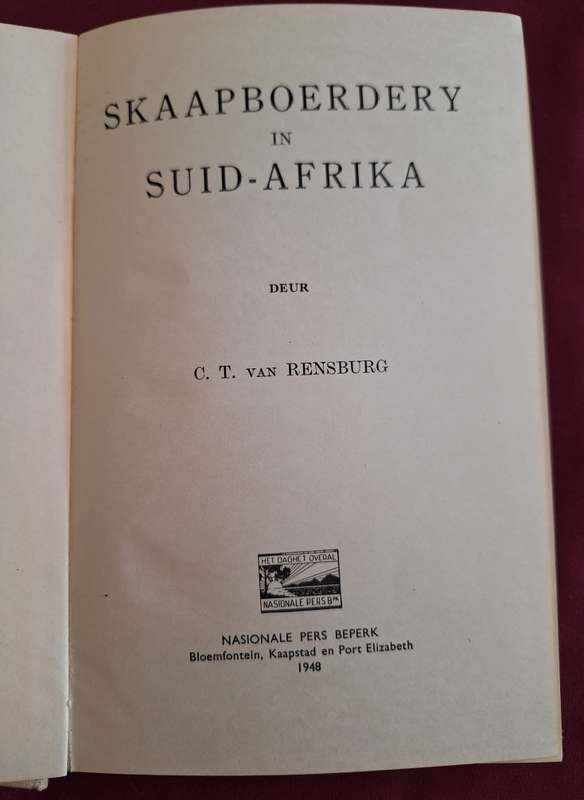 SKAAPBOERDERY
IN
SUID-AFRIKA
DEUR
C. T. VAN RENSBURG
HET DAGHET OVERAL
NASIONALE PERS BPK
NASIONALE PERS BEPERK
Bloemfontein, Kaapstad en Port Elizabeth
1948